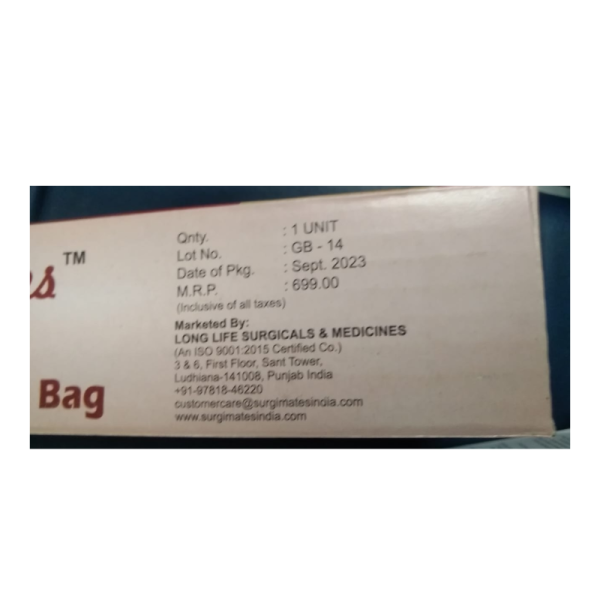 TM
Bag
Qnty. : 1 UNIT
Lot No. : GB - 14
Date of Pkg. : Sept. 2023
M.R.P. : 699.00
(Inclusive of all taxes)
Marketed By:
LONG LIFE SURGICALS & MEDICINES
(An ISO 9001:2015 Certified Co.)
3 & 6, First Floor, Sant Tower,
Ludhiana-141008, Punjab India
+91-97818-46220
customercare@surgimatesindia.com
www.surgimatesindia.com